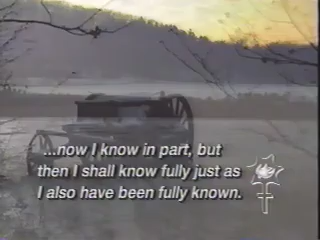 ...now I know in part, but
then I shall know fully just as
I also have been fully known.